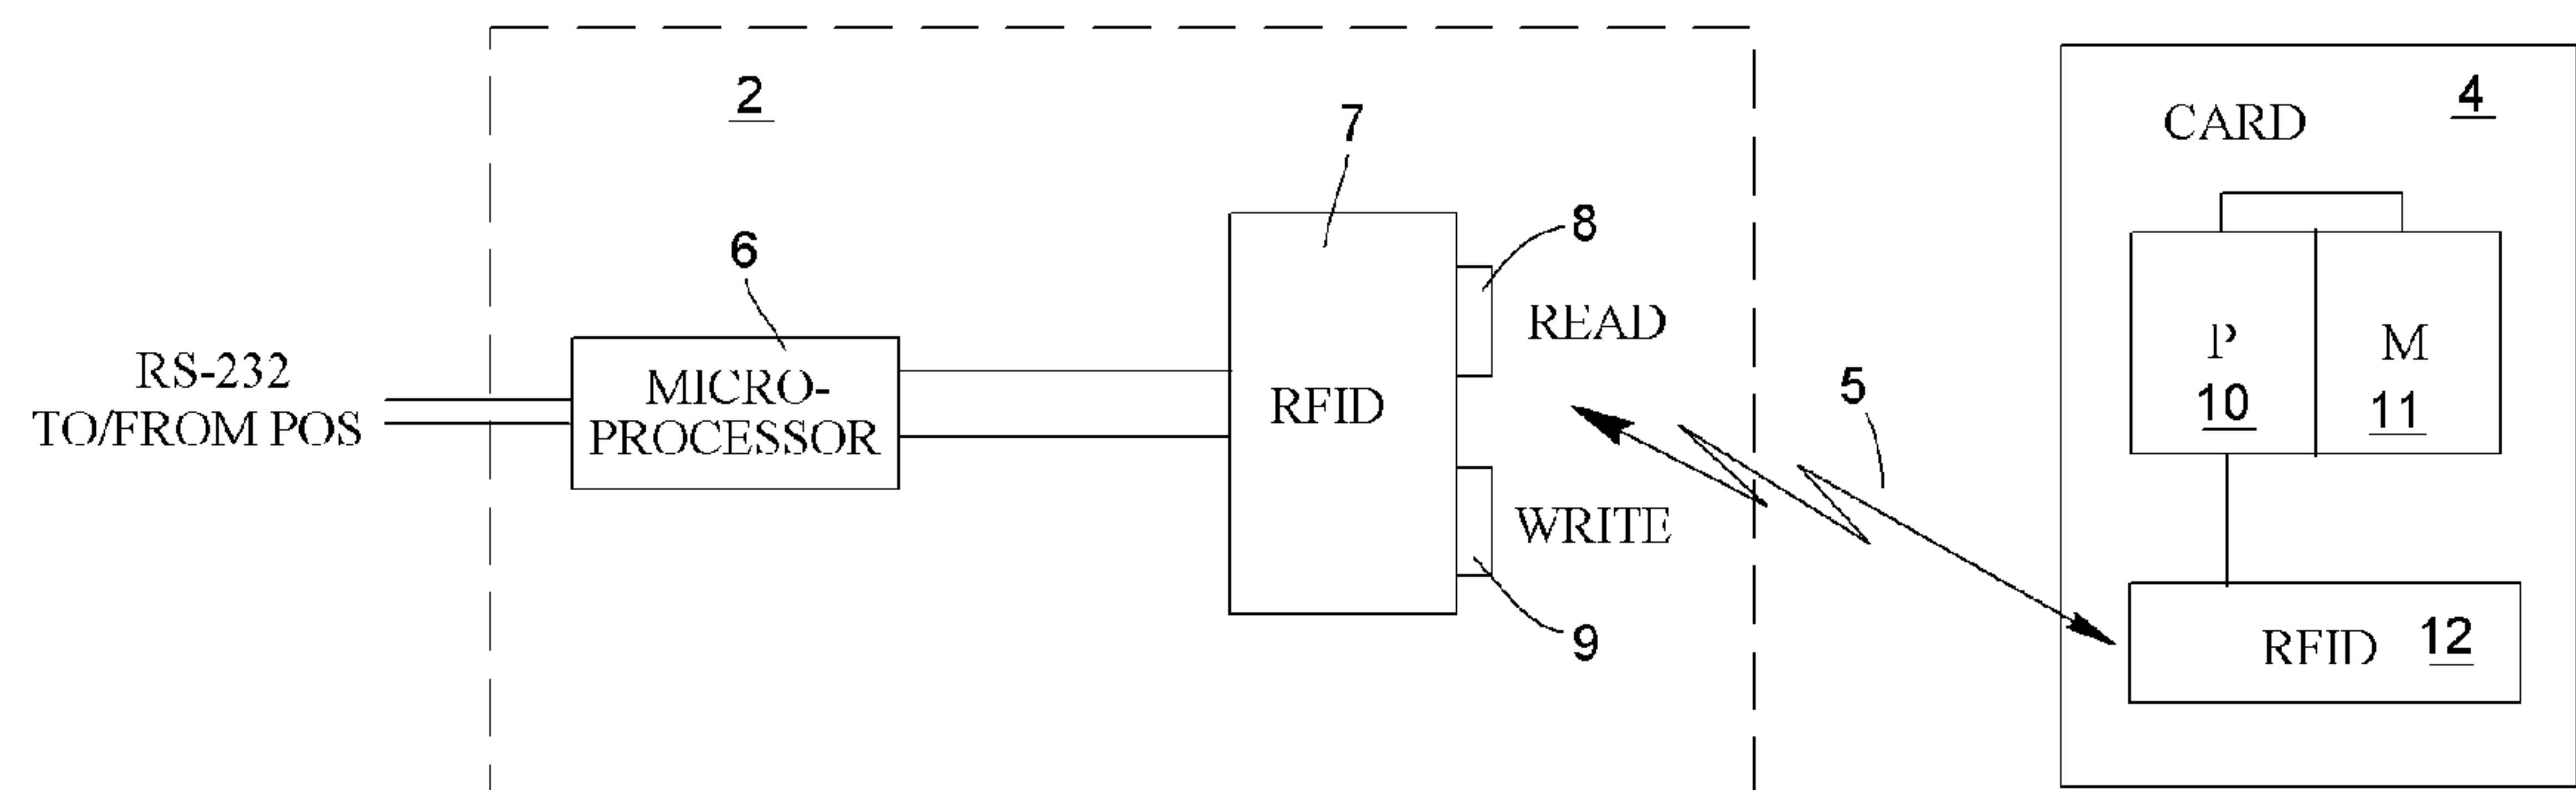 2
7
8
6
READ
RS-232
TO/FROM POS
MICRO-
PROCESSOR
RFID
5
WRITE
9
4
CARD
P
10
M
11
RFID 12